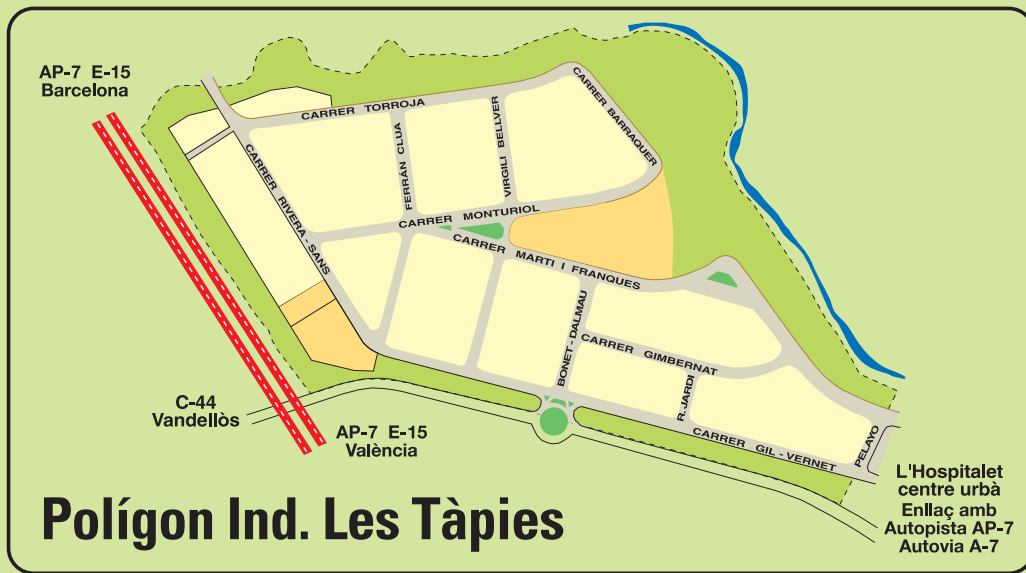 AP-7 E-15
Barcelona
CARRER TORROJA
CARRER BARRAQUER
FERRÁN CLUA
VIRGILI BELLVER
CARRER RIVERA-SANS
CARRER MONTURIOL
CARRER MARTI I FRANQUES
BONET-DALMAU
CARRER GIMBERNAT
R. JARDI
CARRER GIL-VERNET
PELAYO
C-44
Vandellòs
AP-7 E-15
València
L'Hospitalet
centre urbà
Enllaç amb
Autopista AP-7
Autovia A-7
Polígon Ind. Les Tàpies